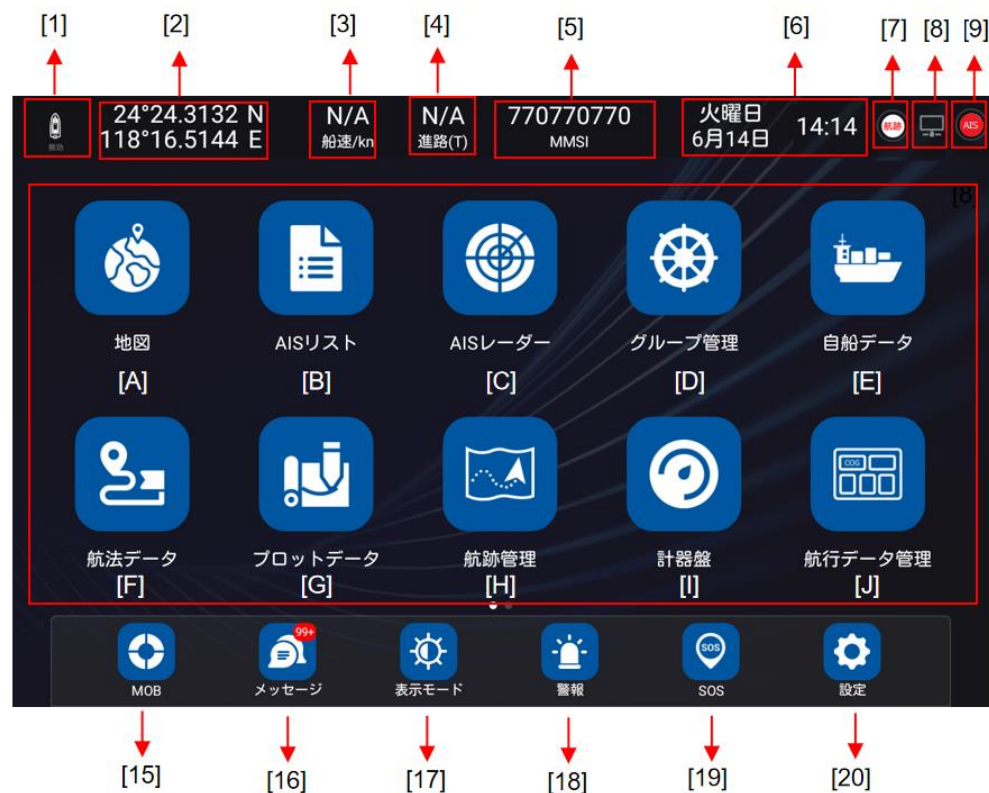 [1] [2] [3] [4] [5] [6] [7] [8] [9]
24°24.3132 N
118°16.5144 E
N/A
船速/kn
N/A
進路(T)
770770770
MMSI
火曜日
6月14日
14:14
航跡
AIS
[8]
地図 AISリスト AISレーダー グループ管理 自船データ
[A] [B] [C] [D] [E]
COG
航法データ プロットデータ 航跡管理 計器盤 航行データ管理
[F] [G] [H] [I] [J]
99+
SOS
MOB メッセージ 表示モード 警報 SOS 設定
[15] [16] [17] [18] [19] [20]